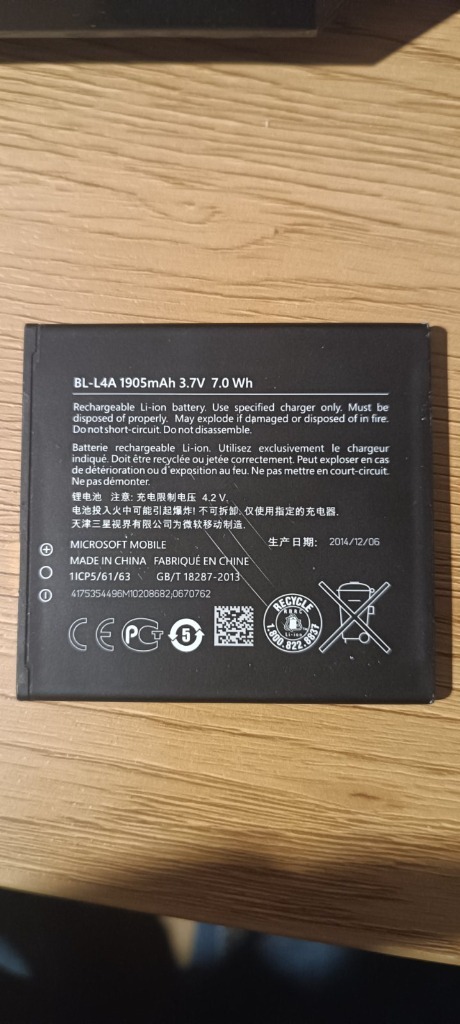 BL-L4A 1905mAh 3.7V 7.0 Wh
Rechargeable Li-ion battery. Use specified charger only. Must be
disposed of properly. May explode if damaged or disposed of in fire.
Do not short-circuit. Do not disassemble.
Batterie rechargeable Li-ion. Utilisez exclusivement le chargeur
indiqué. Doit être recyclée ou jetée correctement. Peut exploser en cas
de détérioration ou d'exposition au feu. Ne pas mettre en court-circuit.
Ne pas démonter.
锂电池 注意: 充电限制电压 4.2 V.
电池投入火中可能引起爆炸! 不可拆卸. 仅使用指定的充电器.
天津三星视界有限公司为微软移动制造.
生产日期: 2014/12/06
MICROSOFT MOBILE
MADE IN CHINA FABRIQUÉ EN CHINE
1ICP5/61/63 GB/T 18287-2013
4175354496M10208682;0670762
CE PCT 5
RECYCLE
RBRC
Li-ion
1.800.822.8837